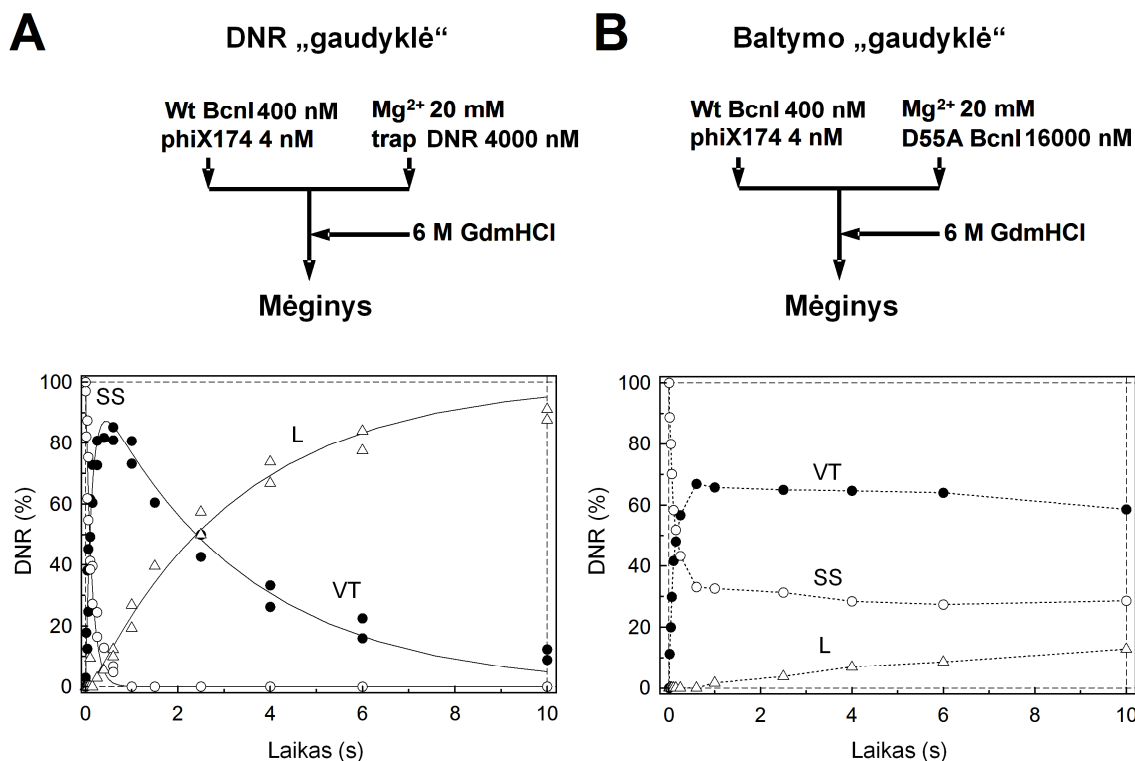 A
DNR „gaudyklė“
Wt BcnI 400 nM
phiX174 4 nM
Mg²⁺ 20 mM
trap DNR 4000 nM
6 M GdmHCl
Mėginys
100
80
60
40
20
0
DNR (%)
SS
L
VT
0
2
4
6
8
10
Laikas (s)
B
Baltymo „gaudyklė“
Wt BcnI 400 nM
phiX174 4 nM
Mg²⁺ 20 mM
D55A BcnI 16000 nM
6 M GdmHCl
Mėginys
100
80
60
40
20
0
DNR (%)
VT
SS
L
0
2
4
6
8
10
Laikas (s)